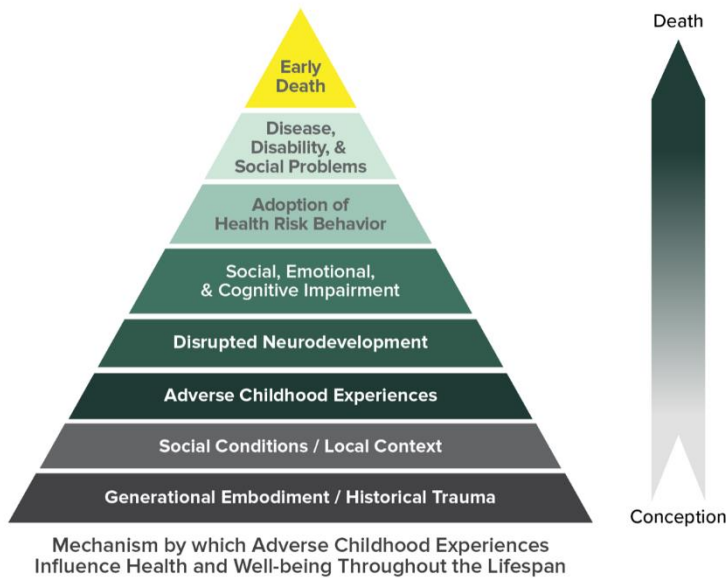 Death
Early
Death
Disease,
Disability, &
Social Problems
Adoption of
Health Risk Behavior
Social, Emotional,
& Cognitive Impairment
Disrupted Neurodevelopment
Adverse Childhood Experiences
Social Conditions / Local Context
Generational Embodiment / Historical Trauma
Conception
Mechanism by which Adverse Childhood Experiences
Influence Health and Well-being Throughout the Lifespan